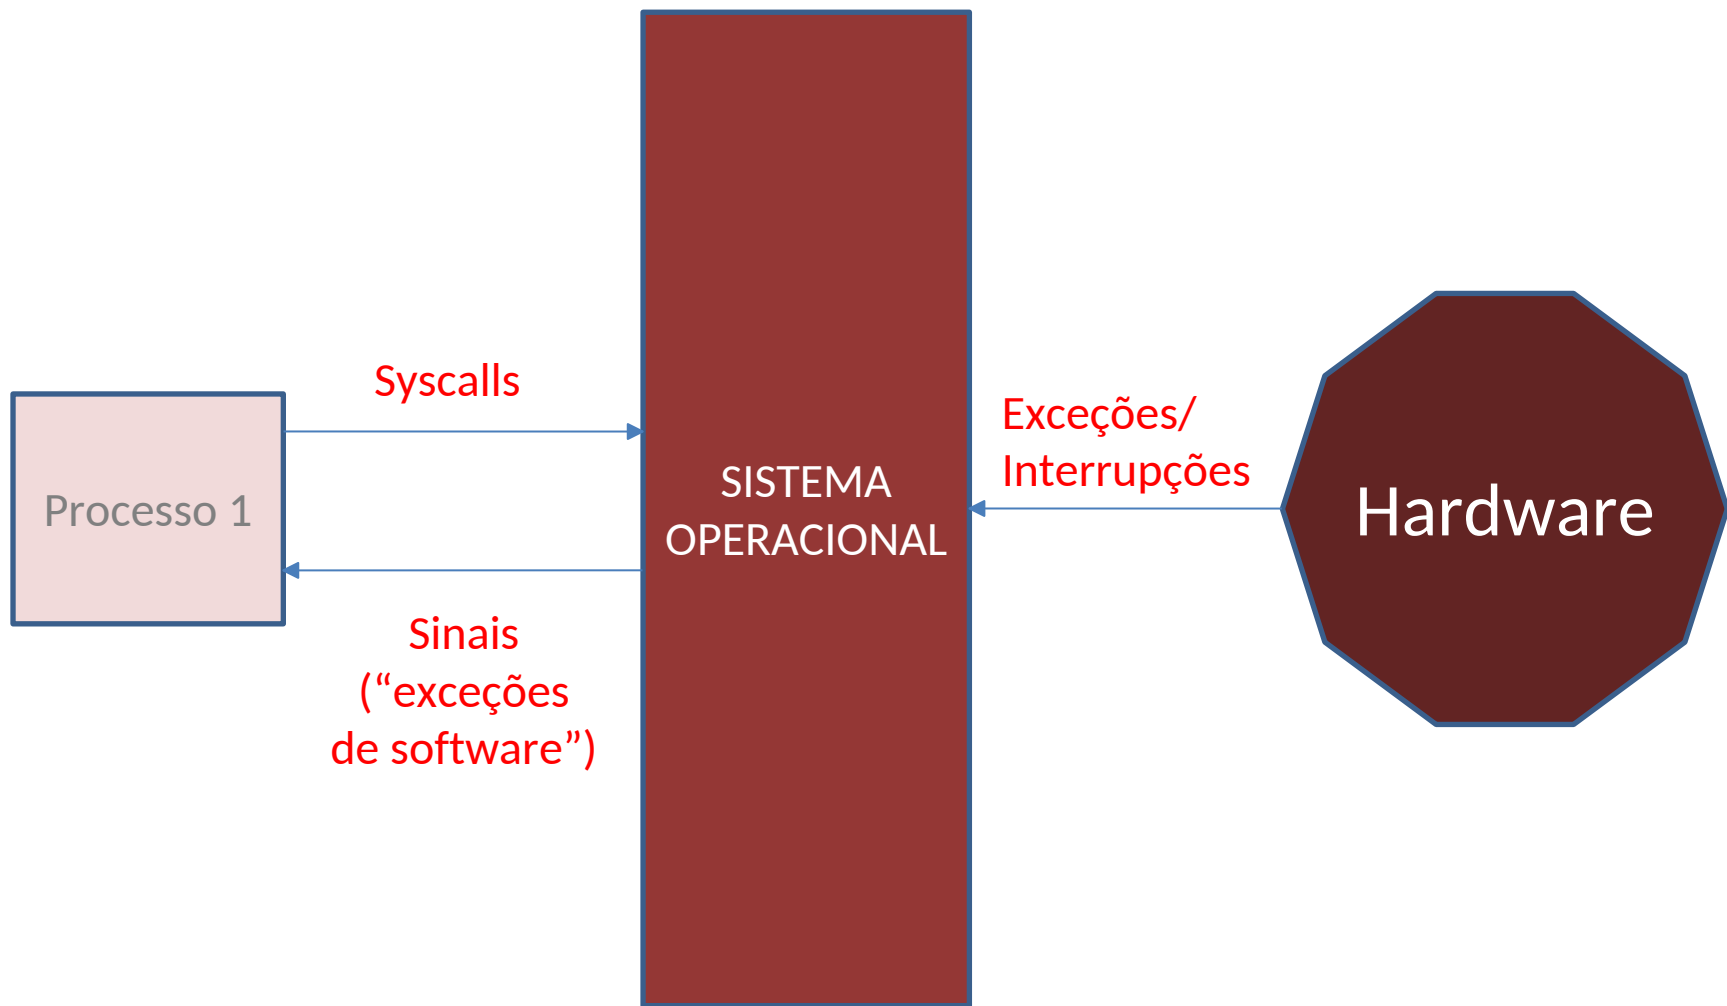 Syscalls
Processo 1
Sinais
(“exceções
de software”)
SISTEMA
OPERACIONAL
Exceções/
Interrupções
Hardware